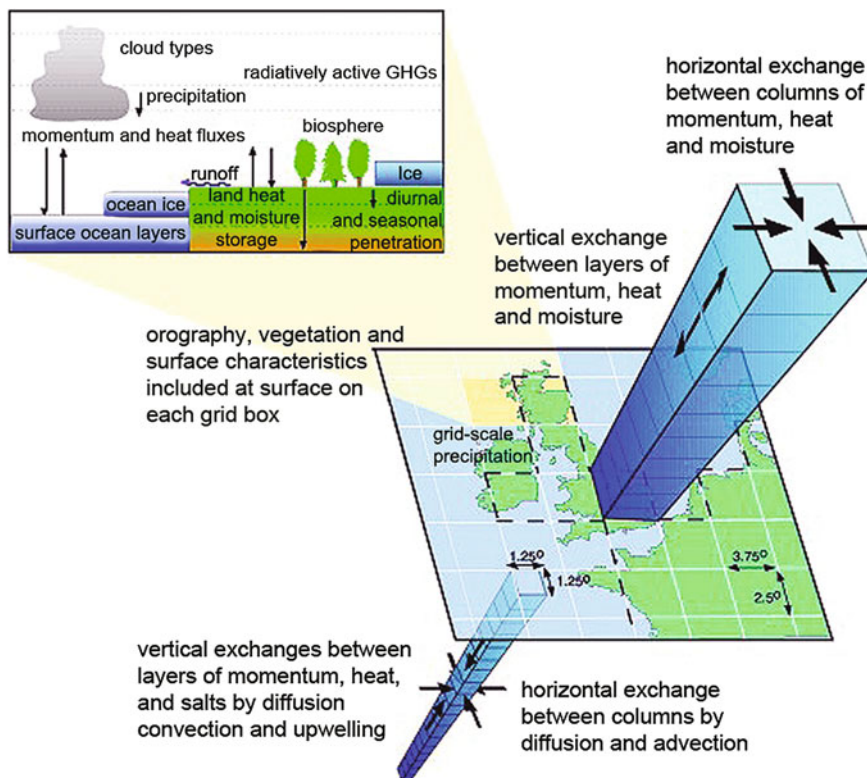 cloud types
radiatively active GHGs
precipitation
momentum and heat fluxes
biosphere
runoff
Ice
ocean ice
land heat
and moisture
storage
diurnal
and seasonal
penetration
surface ocean layers
horizontal exchange
between columns of
momentum, heat
and moisture
vertical exchange
between layers of
momentum, heat
and moisture
orography, vegetation and
surface characteristics
included at surface on
each grid box
grid-scale
precipitation
1.25º
1.25º
3.75º
2.5º
vertical exchanges between
layers of momentum, heat,
and salts by diffusion
convection and upwelling
horizontal exchange
between columns by
diffusion and advection